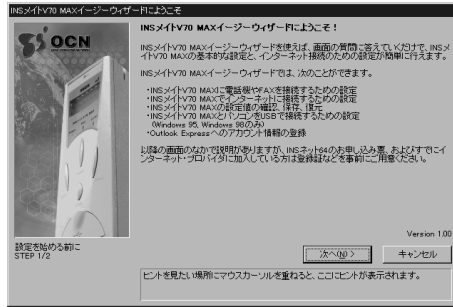 INSメイトV70 MAXイージーウィザードにようこそ
OCN
INSメイトV70 MAXイージーウィザードにようこそ！
INSメイトV70 MAXイージーウィザードを使えば、画面の質問に答えていくだけで、INSメ
イトV70 MAXの基本的な設定と、インターネット接続のための設定が簡単に行えます。
INSメイトV70 MAXイージーウィザードでは、次のことができます。
・INSメイトV70 MAXに電話機やFAXを接続するための設定
・INSメイトV70 MAXでインターネットに接続するための設定
・INSメイトV70 MAXの設定値の確認、保存、復元
・INSメイトV70 MAXとパソコンをUSBで接続するための設定
(Windows 95, Windows 98のみ)
・Outlook Expressへのアカウント情報の登録
以降の画面のなかで説明がありますが、INSネット64のお申し込み票、およびすでにイ
ンターネット・プロバイダに加入している方は登録証などを事前にご用意ください。
Version 1.00
設定を始める前に
STEP 1/2
次へ(N) >
キャンセル
ヒントを見たい場所にマウスカーソルを重ねると、ここにヒントが表示されます。